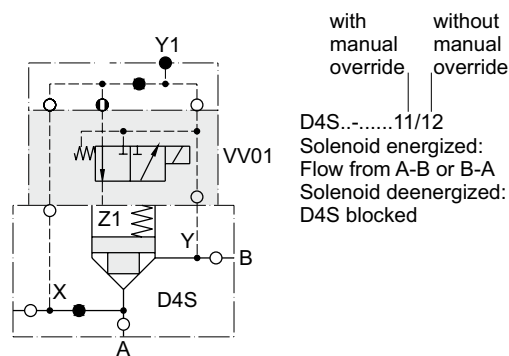 Y1
VV01
Z1
Y
B
X
D4S
A
with manual override
without manual override
D4S..-......11/12
Solenoid energized:
Flow from A-B or B-A
Solenoid deenergized:
D4S blocked